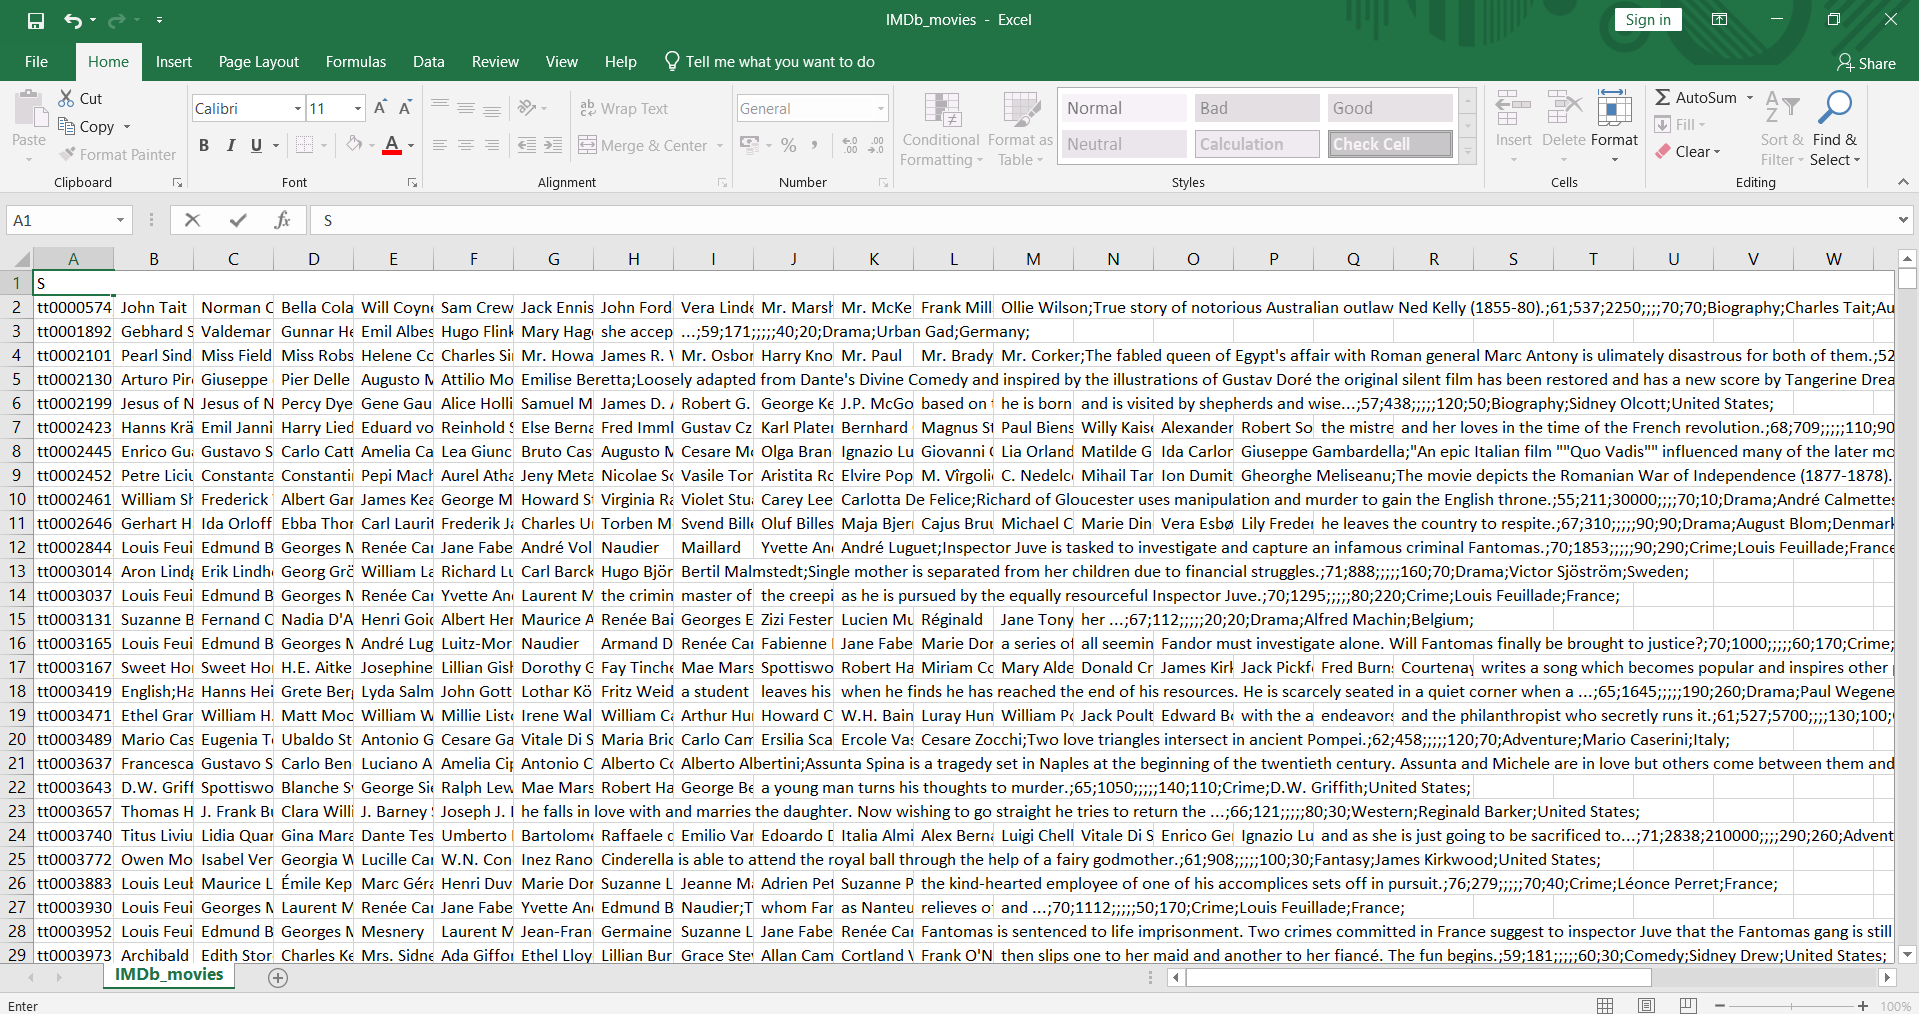 IMDb_movies - Excel
Sign in
File Home Insert Page Layout Formulas Data Review View Help Tell me what you want to do Share
Paste Cut Copy Format Painter Clipboard
Calibri 11 A A B I U A Font
ab Wrap Text Merge & Center Alignment
General % , Number
Conditional Formatting Format as Table Normal Bad Good Neutral Calculation Check Cell Styles
Insert Delete Format Cells
AutoSum Fill Clear Sort & Filter Find & Select Editing
A1 fx S
A B C D E F G H I J K L M N O P Q R S T U V W
1 S
2 tt0000574 John Tait Norman C Bella Cola Will Coyne Sam Crew Jack Ennis John Ford Vera Linde Mr. Marsh Mr. McKe Frank Mill Ollie Wilson;True story of notorious Australian outlaw Ned Kelly (1855-80).;61;537;2250;;;;70;70;Biography;Charles Tait;Au
3 tt0001892 Gebhard S Valdemar Gunnar He Emil Albes Hugo Flink Mary Hage she accep ...;59;171;;;;;40;20;Drama;Urban Gad;Germany;
4 tt0002101 Pearl Sind Miss Field Miss Robs Helene Co Charles Si Mr. Howa James R. W Mr. Osbor Harry Kno Mr. Paul Mr. Brady Mr. Corker;The fabled queen of Egypt's affair with Roman general Marc Antony is ulimately disastrous for both of them.;52
5 tt0002130 Arturo Pir Giuseppe Pier Delle Augusto M Attilio Mo Emilise Beretta;Loosely adapted from Dante's Divine Comedy and inspired by the illustrations of Gustav Doré the original silent film has been restored and has a new score by Tangerine Drea
6 tt0002199 Jesus of N Jesus of N Percy Dye Gene Gau Alice Holli Samuel M James D. A Robert G. George Ke J.P. McGo based on t he is born and is visited by shepherds and wise...;57;438;;;;;120;50;Biography;Sidney Olcott;United States;
7 tt0002423 Hanns Krä Emil Janni Harry Lied Eduard vo Reinhold S Else Berna Fred Imml Gustav Cz Karl Plater Bernhard Magnus St Paul Biens Willy Kaise Alexander Robert So the mistre and her loves in the time of the French revolution.;68;709;;;;;110;90
8 tt0002445 Enrico Gua Gustavo S Carlo Catt Amelia Ca Lea Giunc Bruto Cast Augusto M Cesare Mo Olga Bran Ignazio Lu Giovanni G Lia Orland Matilde G Ida Carlor Giuseppe Gambardella;"An epic Italian film ""Quo Vadis"" influenced many of the later mo
9 tt0002452 Petre Liciu Constanta Constantin Pepi Mach Aurel Atha Jeny Meta Nicolae So Vasile Tor Aristita Ro Elvire Pop M. Vîrgolic C. Nedelco Mihail Tar Ion Dumit Gheorghe Meliseanu;The movie depicts the Romanian War of Independence (1877-1878).
10 tt0002461 William Sh Frederick Albert Gar James Kea George M Howard St Virginia Ra Violet Stua Carey Lee Carlotta De Felice;Richard of Gloucester uses manipulation and murder to gain the English throne.;55;211;30000;;;;70;10;Drama;André Calmettes
11 tt0002646 Gerhart H Ida Orloff Ebba Thor Carl Laurit Frederik Ja Charles Un Torben M Svend Bille Oluf Billes Maja Bjer Cajus Bruu Michael C Marie Din Vera Esbø Lily Freder he leaves the country to respite.;67;310;;;;;90;90;Drama;August Blom;Denmark
12 tt0002844 Louis Feui Edmund B Georges M Renée Car Jane Fabe André Vol Naudier Maillard Yvette And André Luguet;Inspector Juve is tasked to investigate and capture an infamous criminal Fantomas.;70;1853;;;;;90;290;Crime;Louis Feuillade;France
13 tt0003014 Aron Lindg Erik Lindho Georg Grö William La Richard Lu Carl Barck Hugo Björ Bertil Malmstedt;Single mother is separated from her children due to financial struggles.;71;888;;;;;160;70;Drama;Victor Sjöström;Sweden;
14 tt0003037 Louis Feui Edmund B Georges M Renée Car Yvette And Laurent M the crimin master of the creepi as he is pursued by the equally resourceful Inspector Juve.;70;1295;;;;;80;220;Crime;Louis Feuillade;France;
15 tt0003131 Suzanne B Fernand C Nadia D'A Henri Goid Albert Her Maurice A Renée Bai Georges E Zizi Fester Lucien Mu Réginald Jane Tony her ...;67;112;;;;;20;20;Drama;Alfred Machin;Belgium;
16 tt0003165 Louis Feui Edmund B Georges M André Lug Luitz-Mor Naudier Armand D Renée Car Fabienne Jane Fabe Marie Dor a series of all seemin Fandor must investigate alone. Will Fantomas finally be brought to justice?;70;1000;;;;;60;170;Crime;
17 tt0003167 Sweet Hor Sweet Hor H.E. Aitke Josephine Lillian Gish Dorothy G Fay Tinche Mae Mars Spottiswo Robert Ha Miriam Co Mary Alde Donald Cr James Kirk Jack Pickfo Fred Burns Courtenay writes a song which becomes popular and inspires other
18 tt0003419 English;Ha Hanns Hei Grete Berg Lyda Salm John Gott Lothar Kö Fritz Weid a student leaves his when he finds he has reached the end of his resources. He is scarcely seated in a quiet corner when a ...;65;1645;;;;;190;260;Drama;Paul Wegene
19 tt0003471 Ethel Gran William H. Matt Moo William W Millie Listo Irene Wal William Ca Arthur Hun Howard C W.H. Bain Luray Hun William Po Jack Poult Edward Bo with the a endeavors and the philanthropist who secretly runs it.;61;527;5700;;;;130;100;
20 tt0003489 Mario Cas Eugenia Te Ubaldo St Antonio G Cesare Ga Vitale Di S Maria Bric Carlo Cam Ersilia Sca Ercole Vas Cesare Zocchi;Two love triangles intersect in ancient Pompei.;62;458;;;;;120;70;Adventure;Mario Caserini;Italy;
21 tt0003637 Francesca Gustavo S Carlo Ben Luciano A Amelia Cip Antonio C Alberto Co Alberto Albertini;Assunta Spina is a tragedy set in Naples at the beginning of the twentieth century. Assunta and Michele are in love but others come between them and
22 tt0003643 D.W. Griff Spottiswo Blanche Sw George Sie Ralph Lew Mae Mars Robert Ha George Be a young man turns his thoughts to murder.;65;1050;;;;;140;110;Crime;D.W. Griffith;United States;
23 tt0003657 Thomas H J. Frank Bu Clara Willi J. Barney S Joseph J. he falls in love with and marries the daughter. Now wishing to go straight he tries to return the ...;66;121;;;;;80;30;Western;Reginald Barker;United States;
24 tt0003740 Titus Liviu Lidia Quar Gina Mara Dante Tes Umberto Bartolome Raffaele d Emilio Var Edoardo D Italia Almi Alex Berna Luigi Chell Vitale Di S Enrico Ger Ignazio Lu and as she is just going to be sacrificed to...;71;2838;210000;;;;290;260;Advent
25 tt0003772 Owen Mo Isabel Ver Georgia W Lucille Car W.N. Con Inez Rano Cinderella is able to attend the royal ball through the help of a fairy godmother.;61;908;;;;;100;30;Fantasy;James Kirkwood;United States;
26 tt0003883 Louis Leub Maurice L Émile Kep Marc Géra Henri Duv Marie Dor Suzanne L Jeanne Ma Adrien Pet Suzanne P the kind-hearted employee of one of his accomplices sets off in pursuit.;76;279;;;;;70;40;Crime;Léonce Perret;France;
27 tt0003930 Louis Feui Georges M Laurent M Renée Car Jane Fabe Yvette And Edmund B Naudier;T whom Far as Nanteu relieves of and ...;70;1112;;;;;50;170;Crime;Louis Feuillade;France;
28 tt0003952 Louis Feui Edmund B Georges M Mesnery Laurent M Jean-Fran Germaine Suzanne L Jane Fabe Renée Car Fantomas is sentenced to life imprisonment. Two crimes committed in France suggest to inspector Juve that the Fantomas gang is still
29 tt0003973 Archibald Edith Stor Charles Ke Mrs. Sidne Ada Giffor Ethel Lloy Lillian Bur Grace Stev Allan Cam Cortland V Frank O'N then slips one to her maid and another to her fiancé. The fun begins.;59;181;;;;;60;30;Comedy;Sidney Drew;United States;
IMDb_movies
Enter 100%